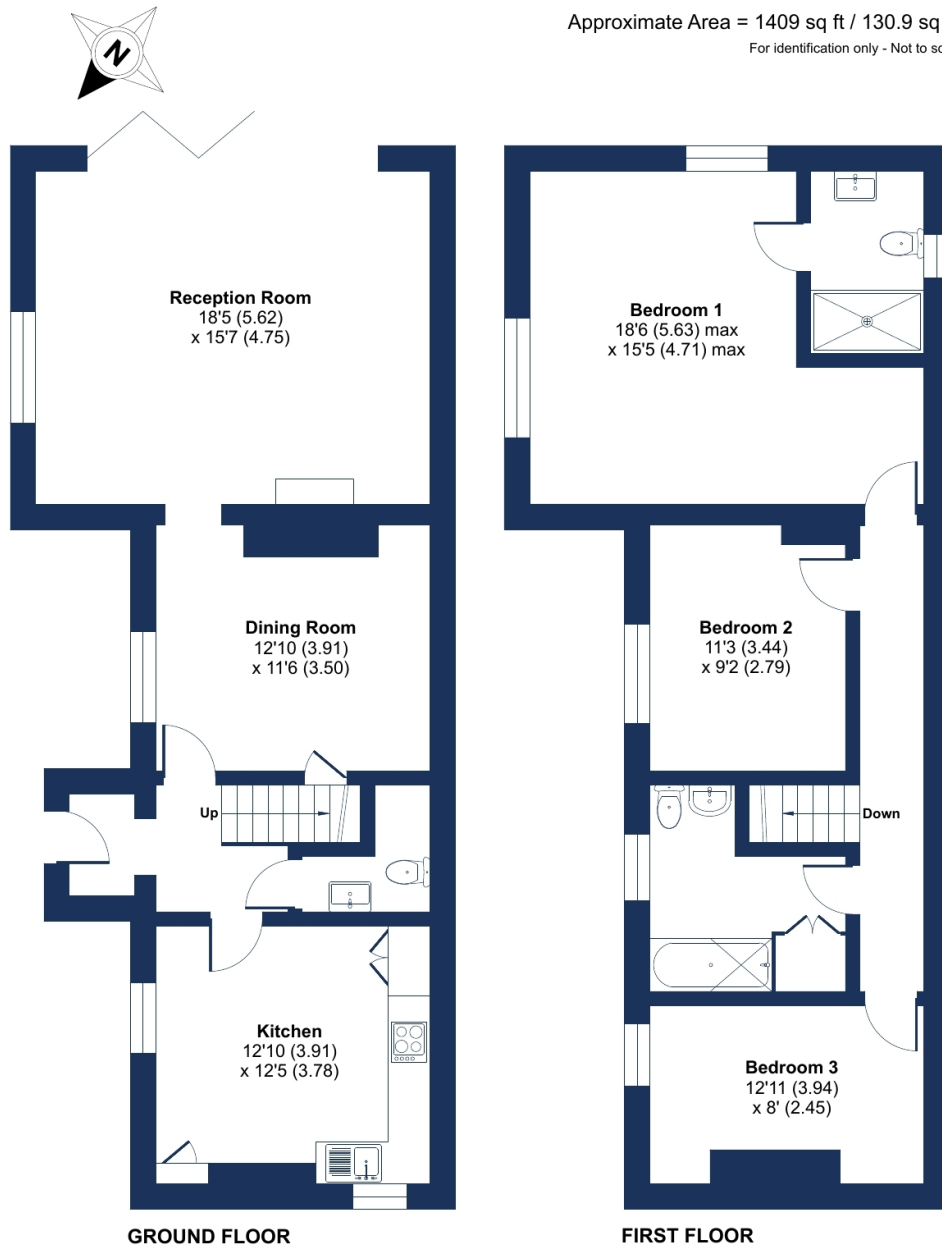 Approximate Area = 1409 sq ft / 130.9 sq
For identification only - Not to sc
N
Reception Room
18'5 (5.62)
x 15'7 (4.75)
Bedroom 1
18'6 (5.63) max
x 15'5 (4.71) max
Dining Room
12'10 (3.91)
x 11'6 (3.50)
Bedroom 2
11'3 (3.44)
x 9'2 (2.79)
Up
Down
Kitchen
12'10 (3.91)
x 12'5 (3.78)
Bedroom 3
12'11 (3.94)
x 8' (2.45)
GROUND FLOOR
FIRST FLOOR